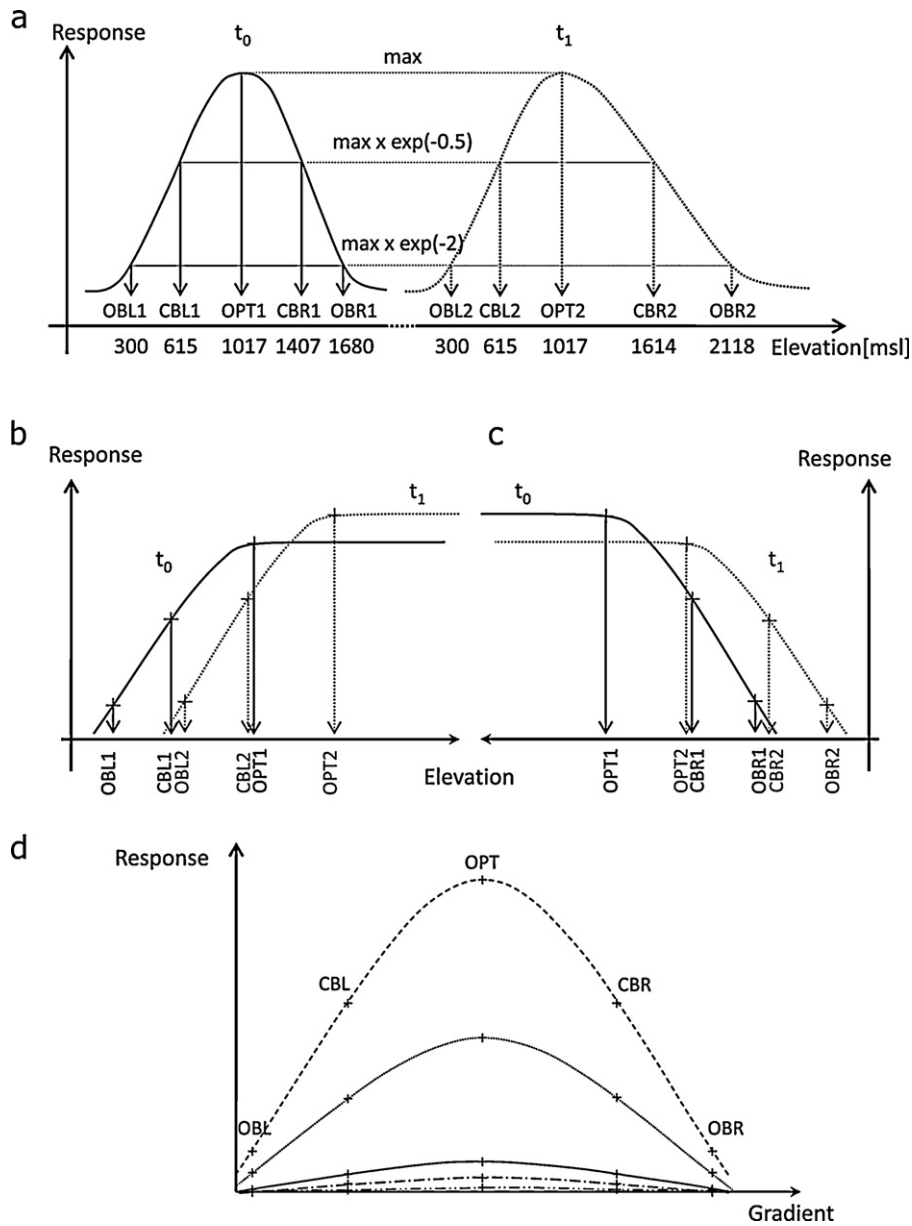 a
Response t0 t1
max
max x exp(-0.5)
max x exp(-2)
OBL1 CBL1 OPT1 CBR1 OBR1 OBL2 CBL2 OPT2 CBR2 OBR2
300 615 1017 1407 1680 300 615 1017 1614 2118 Elevation[msl]
b c
Response Response
t1 t0
t0 t1
OBL1 CBL1 OBL2 CBL2 OPT1 OPT2 Elevation OPT1 OPT2 CBR1 OBR1 CBR2 OBR2
d
Response OPT
CBL CBR
OBL OBR
Gradient